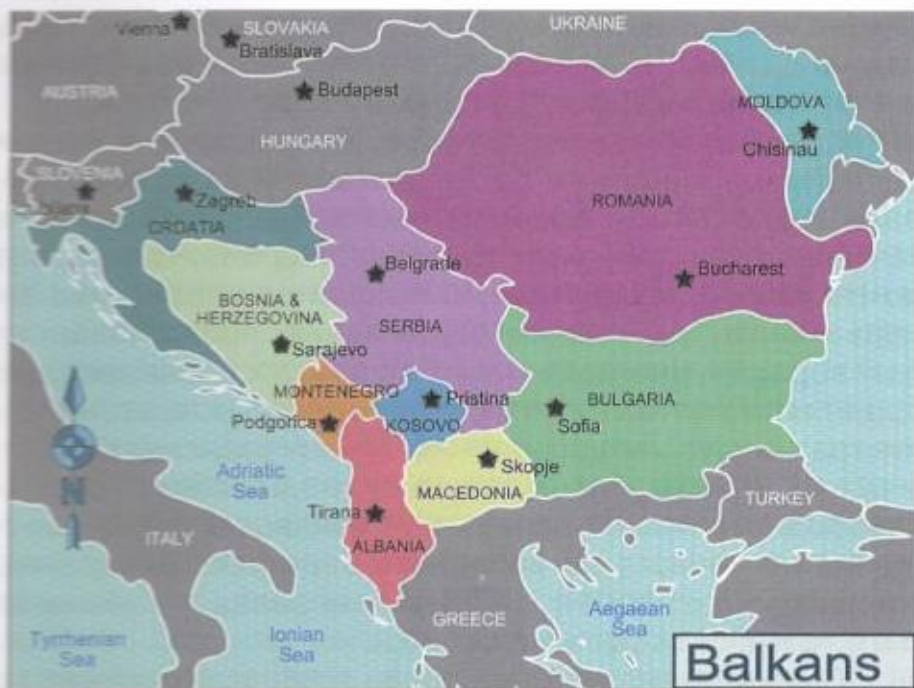 Vienna
SLOVAKIA
Bratislava
UKRAINE
AUSTRIA
Budapest
HUNGARY
MOLDOVA
Chisinau
SLOVENIA
Zagreb
CROATIA
ROMANIA
Belgrade
Bucharest
BOSNIA &
HERZEGOVINA
SERBIA
Sarajevo
MONTENEGRO
Pristina
BULGARIA
Podgorica
KOSOVO
Sofia
Adriatic
Sea
Skopje
MACEDONIA
TURKEY
N
Tirana
ITALY
ALBANIA
GREECE
Aegaean
Sea
Tyrrhenian
Sea
Ionian
Sea
Balkans